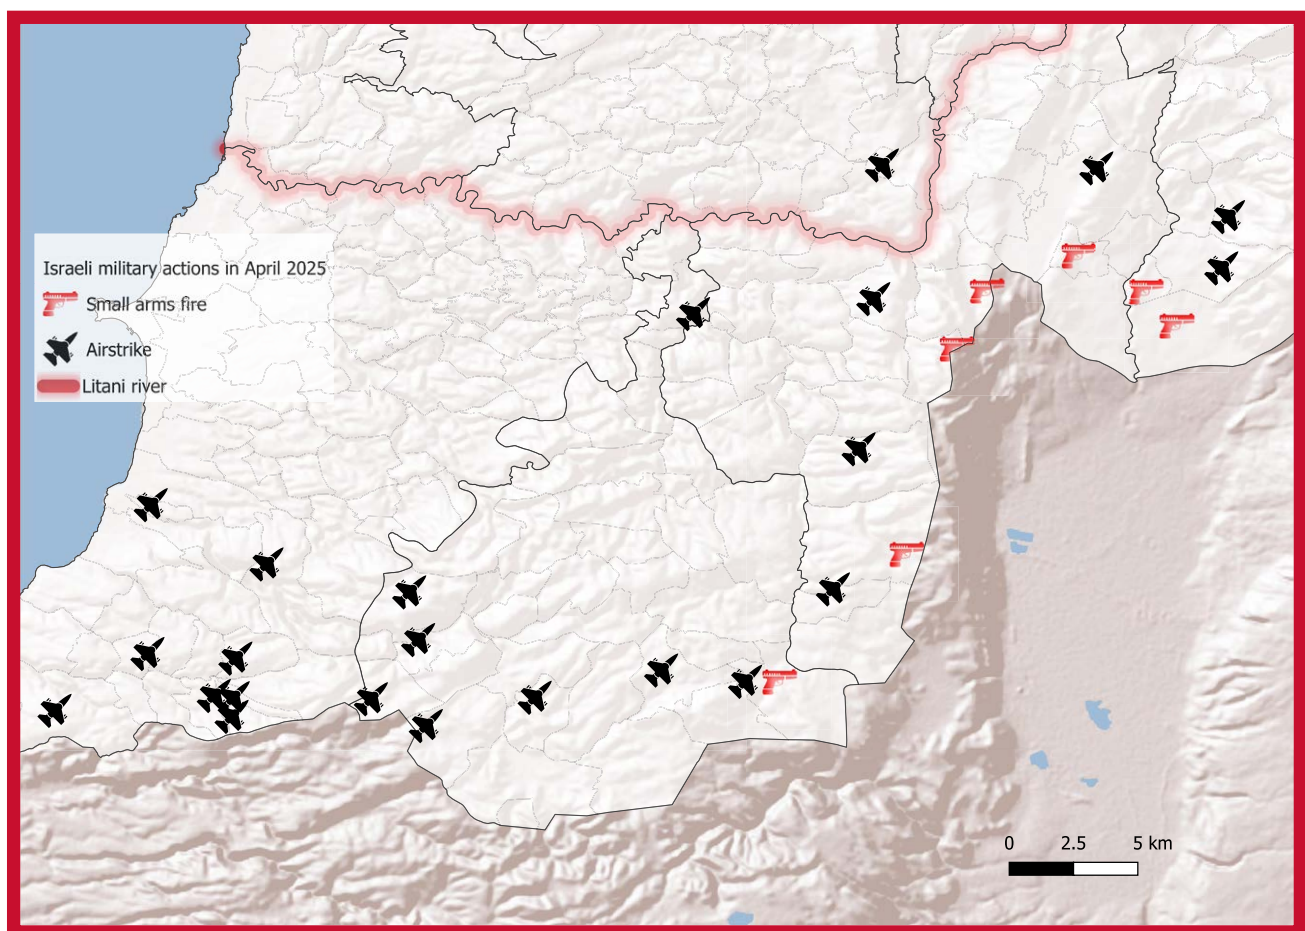 Israeli military actions in April 2025
Small arms fire
Airstrike
Litani river
0 2.5 5 km